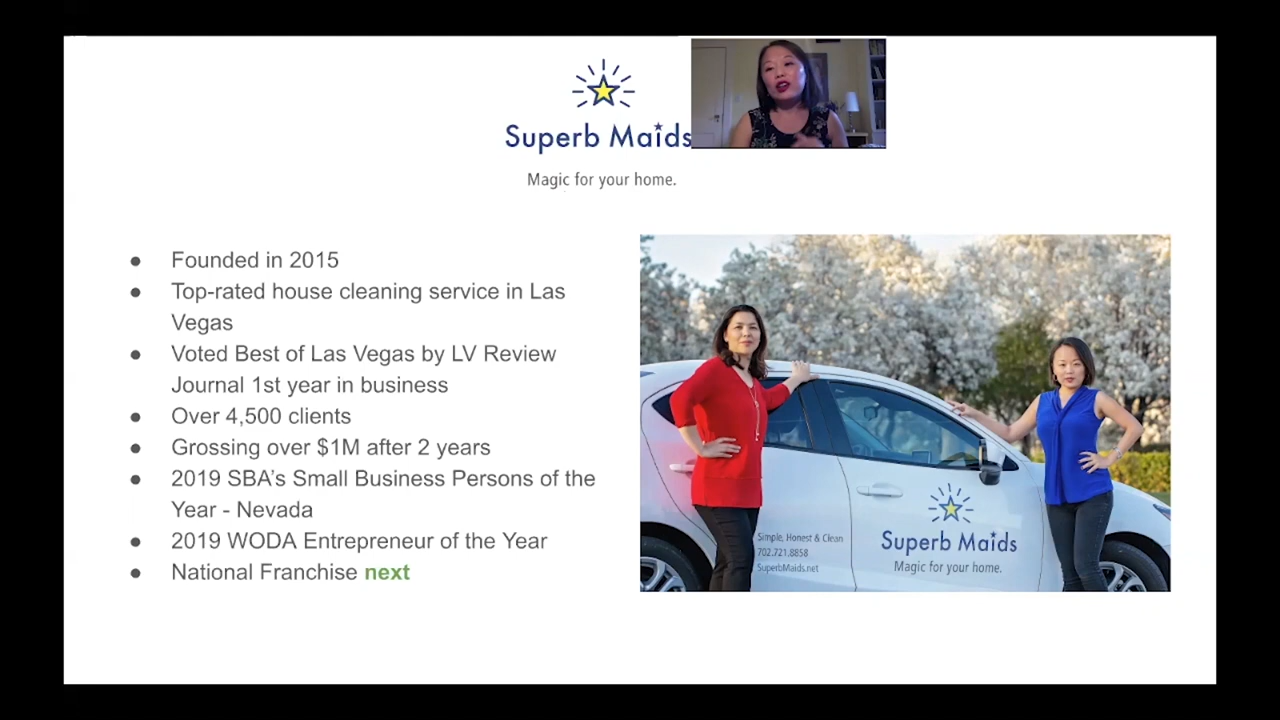 Superb Maids
Magic for your home.
● Founded in 2015
● Top-rated house cleaning service in Las
Vegas
● Voted Best of Las Vegas by LV Review
Journal 1st year in business
● Over 4,500 clients
● Grossing over $1M after 2 years
● 2019 SBA's Small Business Persons of the
Year - Nevada
● 2019 WODA Entrepreneur of the Year
● National Franchise next
Simple, Honest & Clean
702.721.8858
SuperbMaids.net
Superb Maids
Magic for your home.